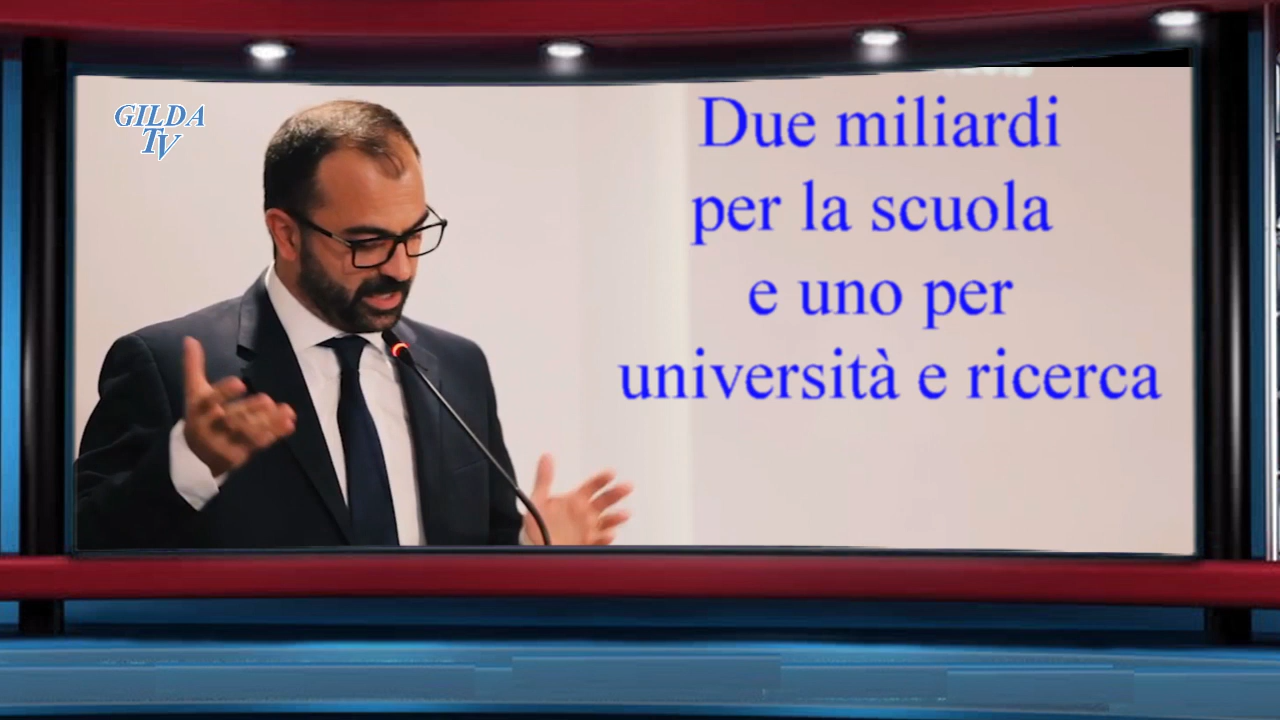 GILDA
TV
Due miliardi
per la scuola
e uno per
università e ricerca